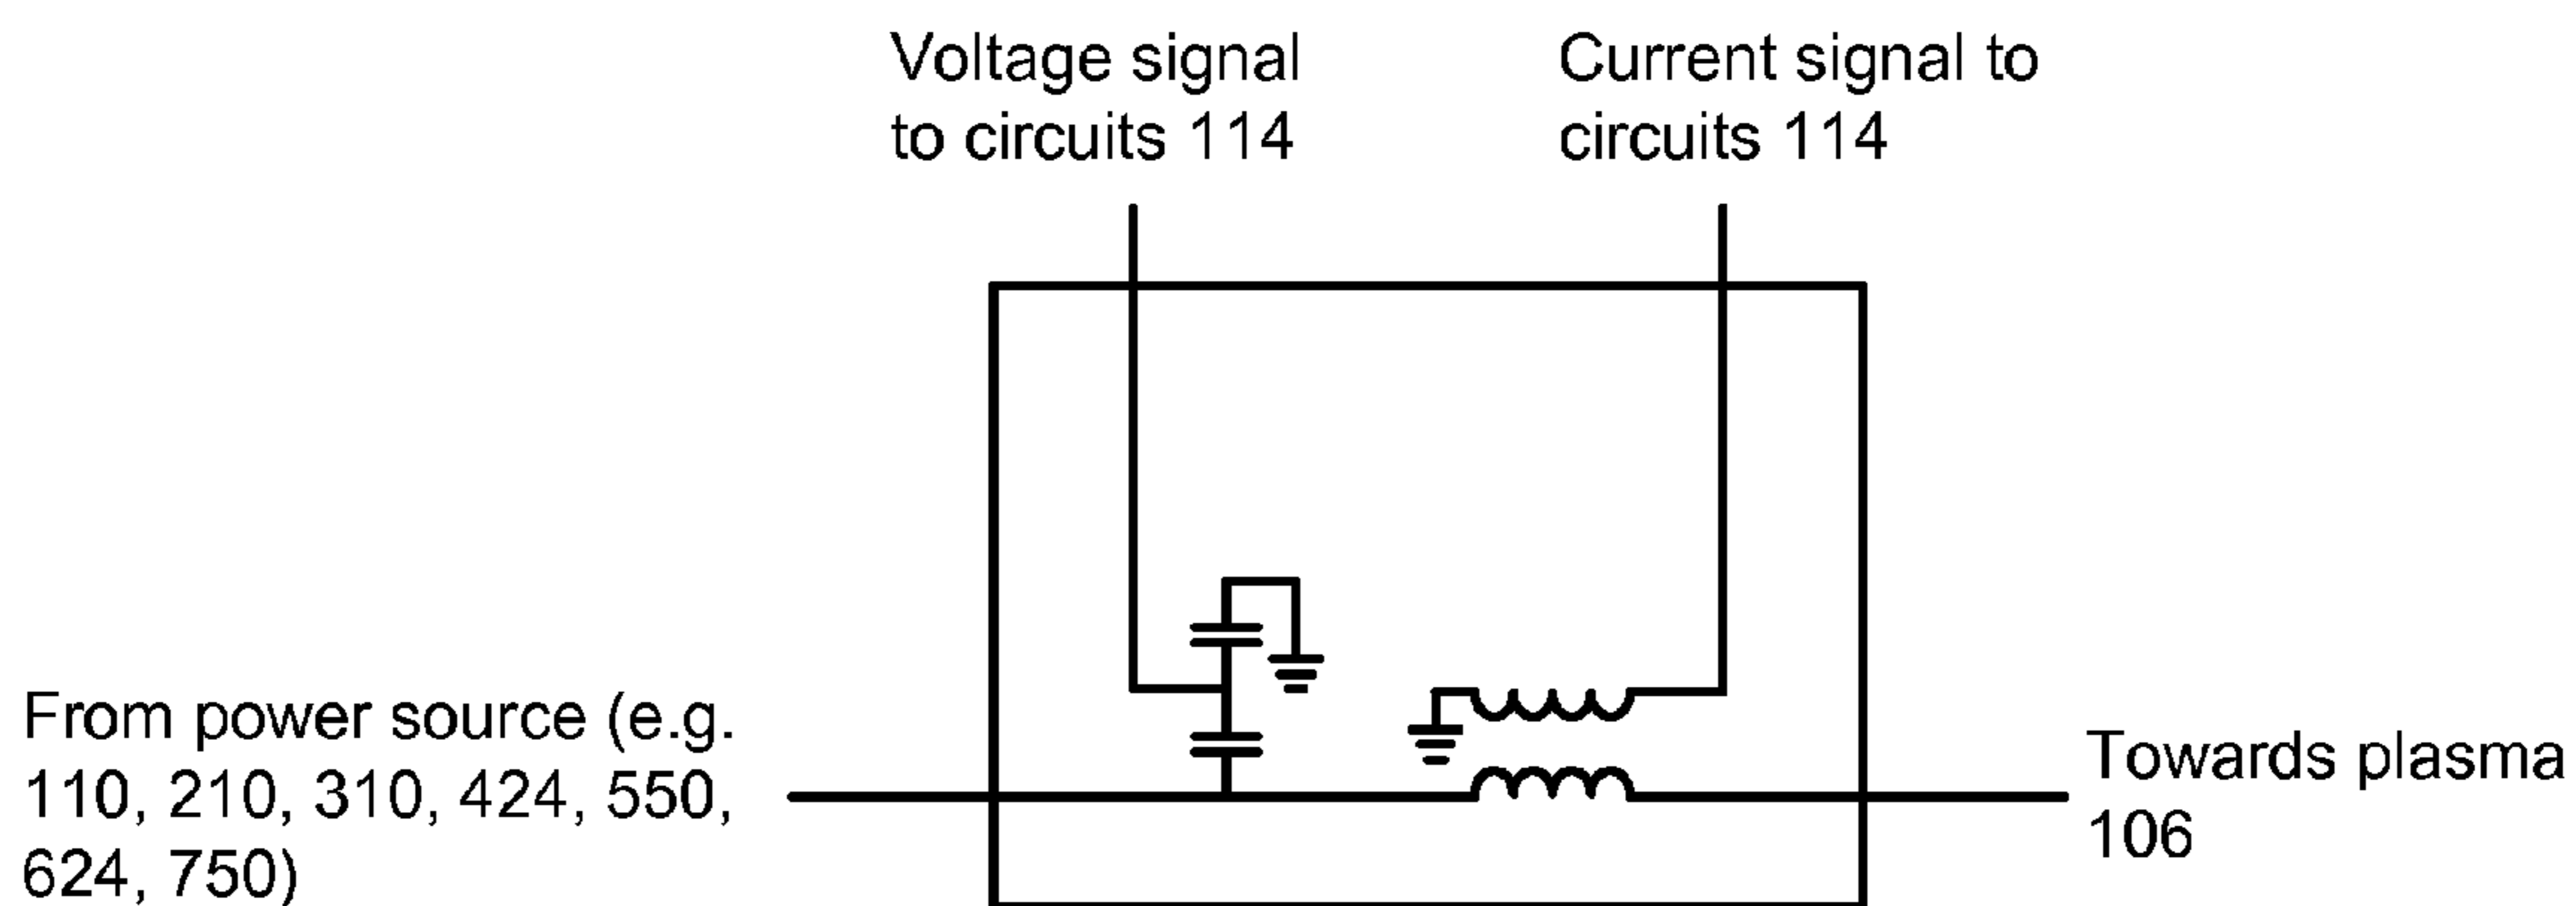 Voltage signal
to circuits 114
Current signal to
circuits 114
From power source (e.g.
110, 210, 310, 424, 550,
624, 750)
Towards plasma
106